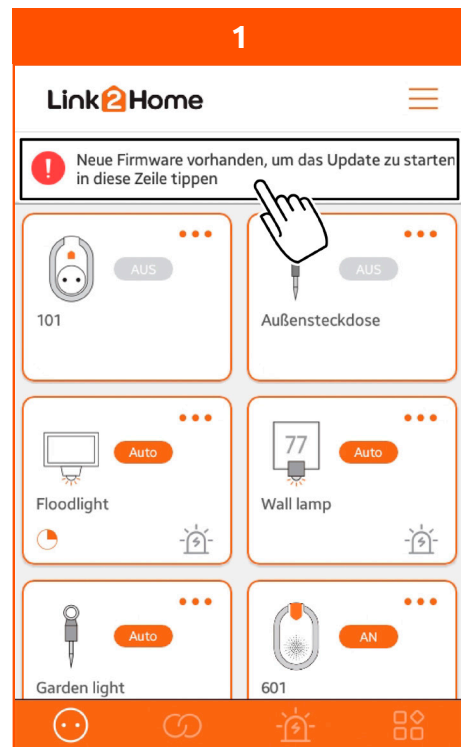 1
Link2Home
Neue Firmware vorhanden, um das Update zu starten
in diese Zeile tippen
AUS
AUS
101
Außensteckdose
Auto
77
Auto
Floodlight
Wall lamp
Auto
AN
Garden light
601